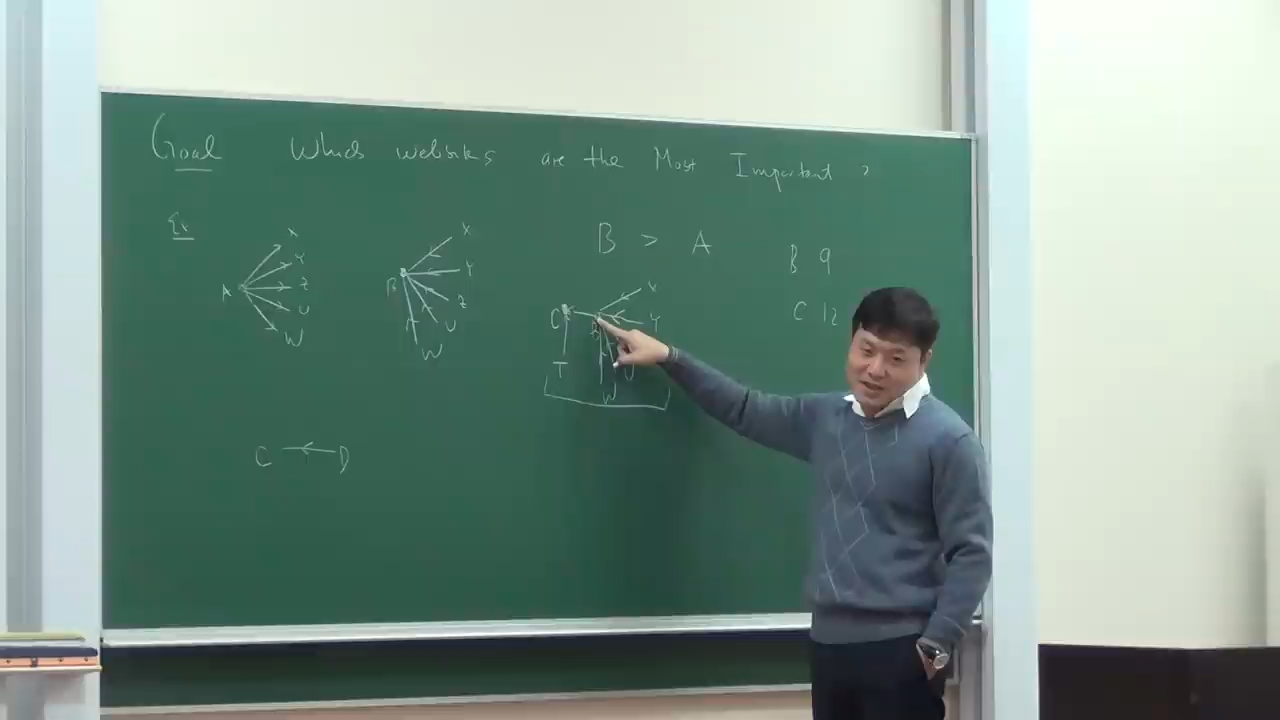 Goal Which websites are the Most Important ?
Ex
B > A
B 9
C 12
X
Y
Z
U
W
A
X
Y
Z
U
W
B
C
X
Y
T
U
W
C D